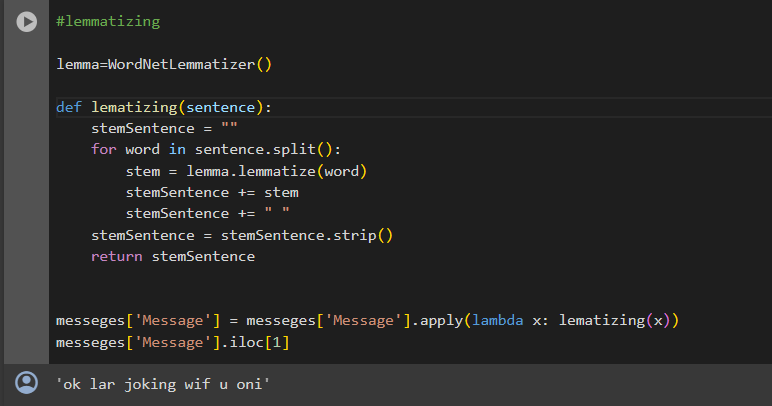 #lemmatizing
lemma=WordNetLemmatizer()
def lematizing(sentence):
stemSentence = ""
for word in sentence.split():
stem = lemma.lemmatize(word)
stemSentence += stem
stemSentence += " "
stemSentence = stemSentence.strip()
return stemSentence
messeges['Message'] = messeges['Message'].apply(lambda x: lematizing(x))
messeges['Message'].iloc[1]
'ok lar joking wif u oni'